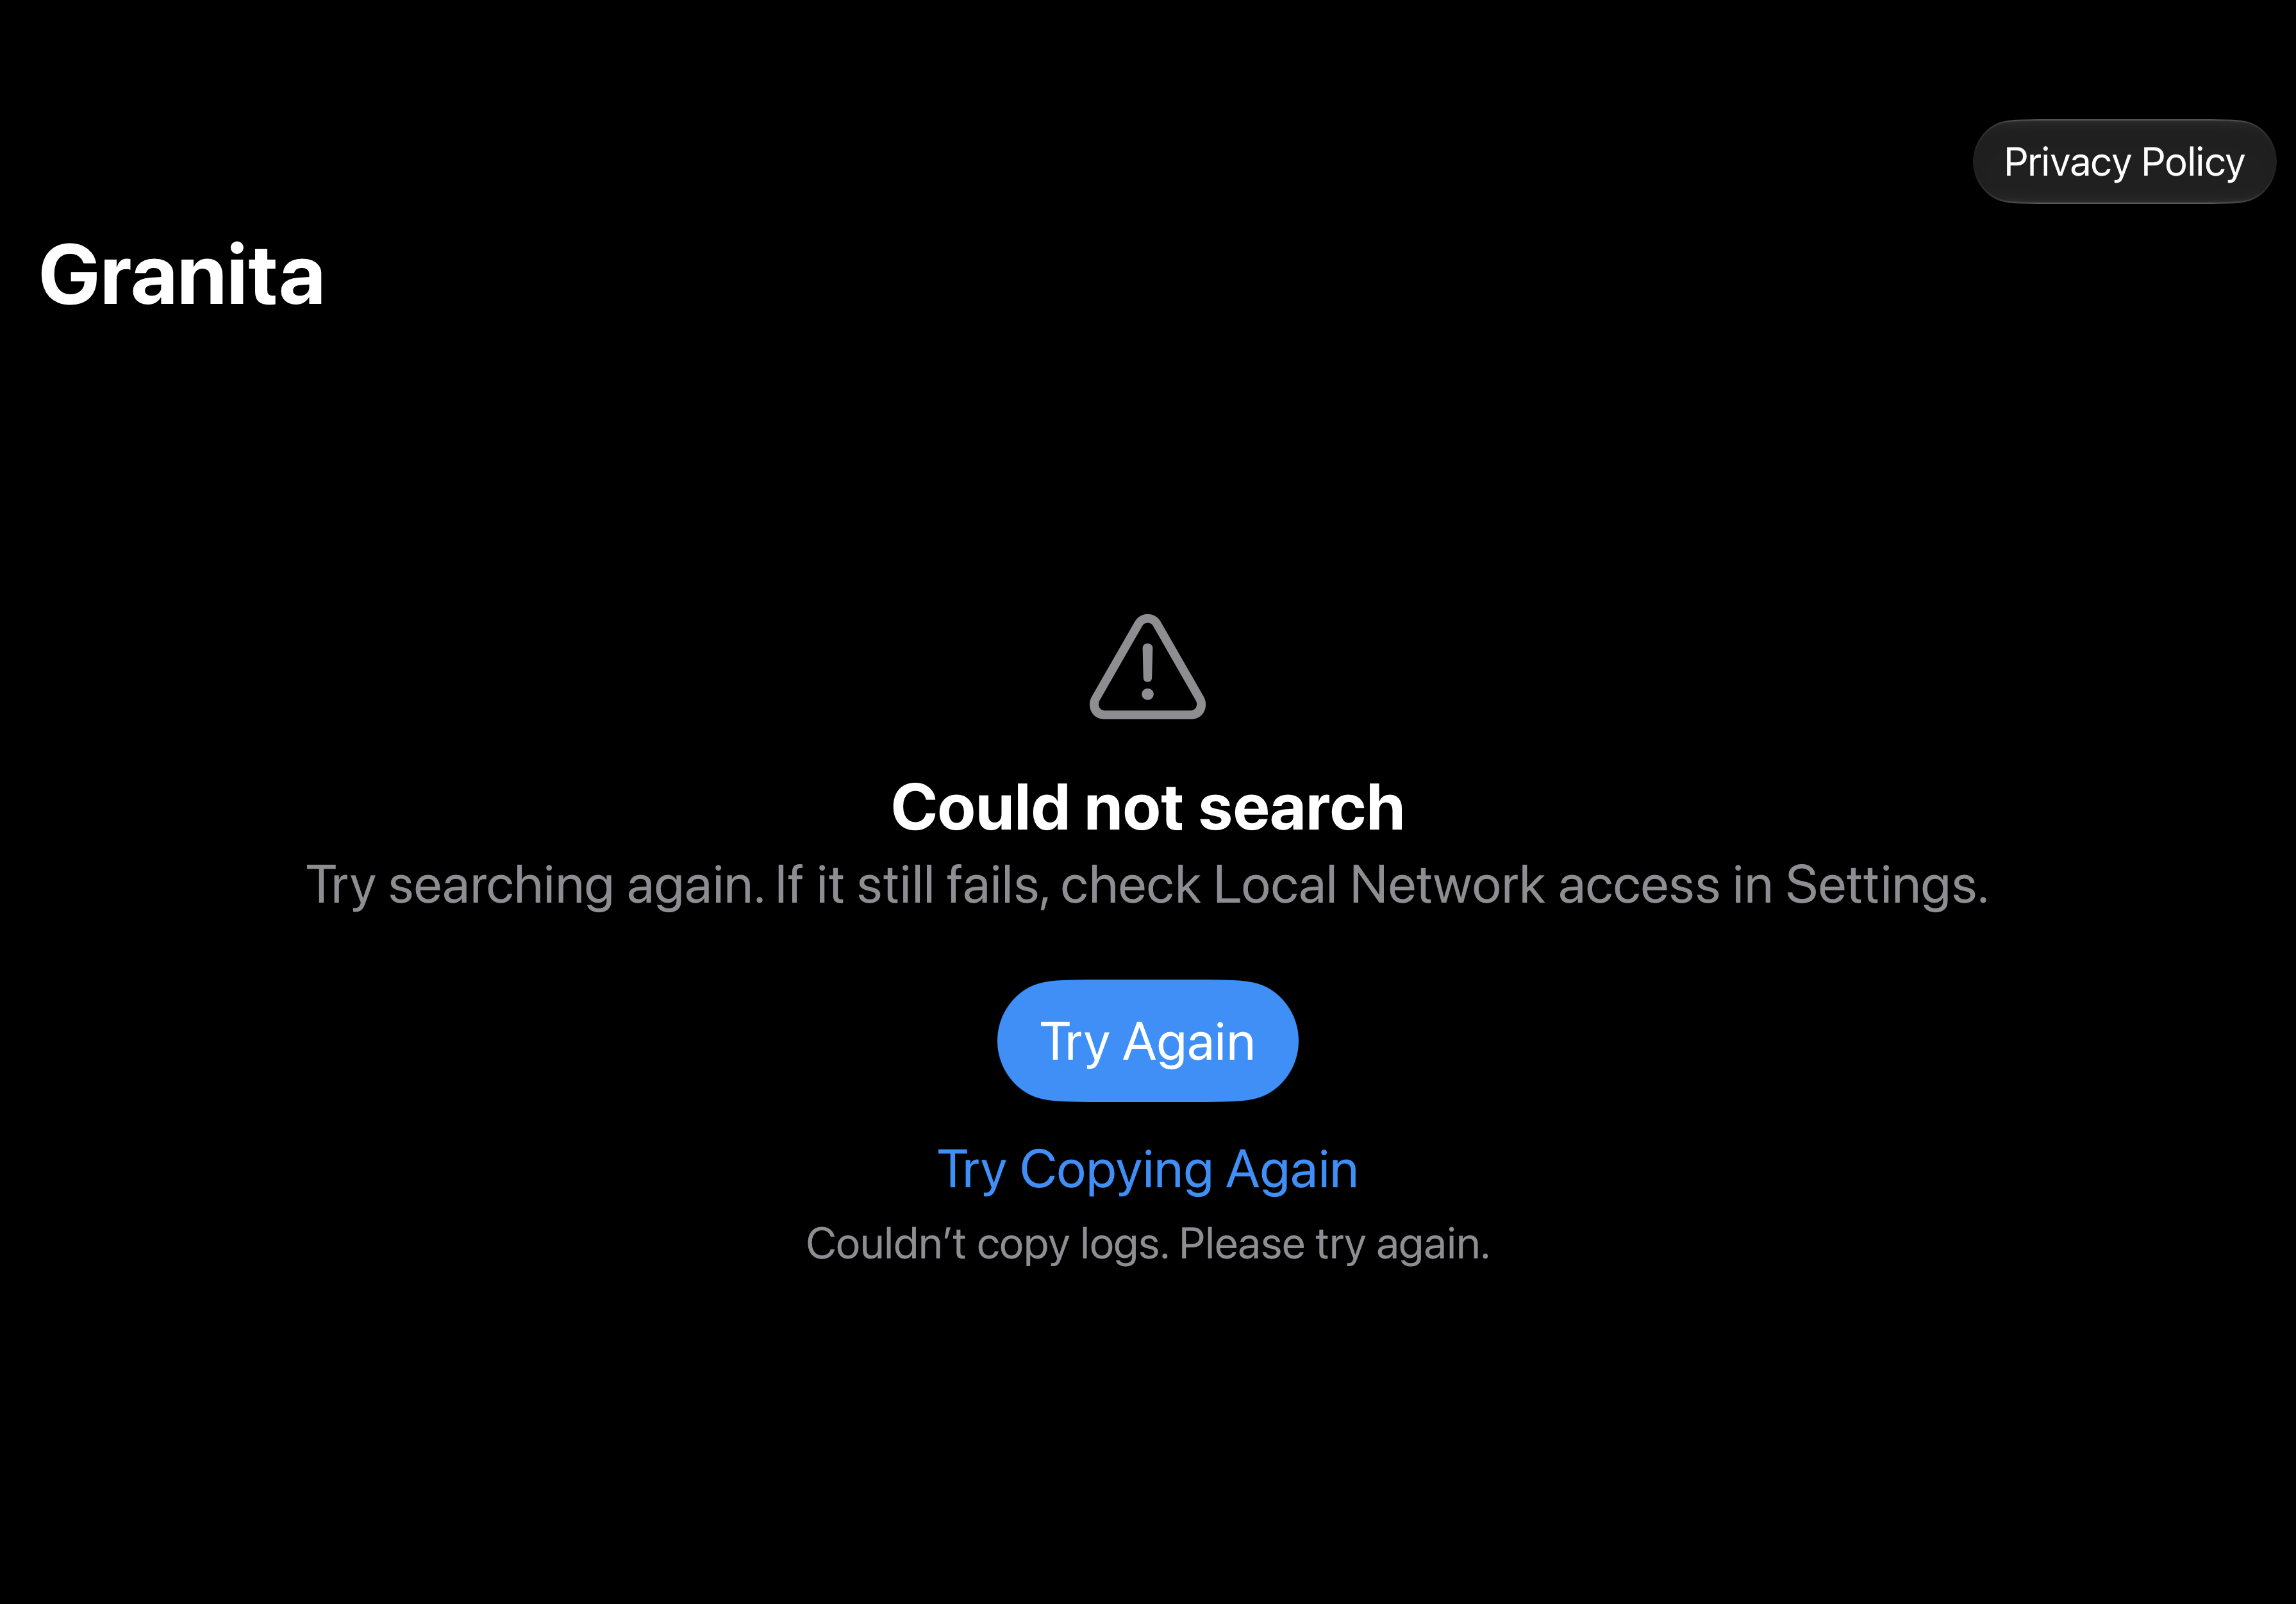 Privacy Policy
Granita
Could not search
Try searching again. If it still fails, check Local Network access in Settings.
Try Again
Try Copying Again
Couldn’t copy logs. Please try again.